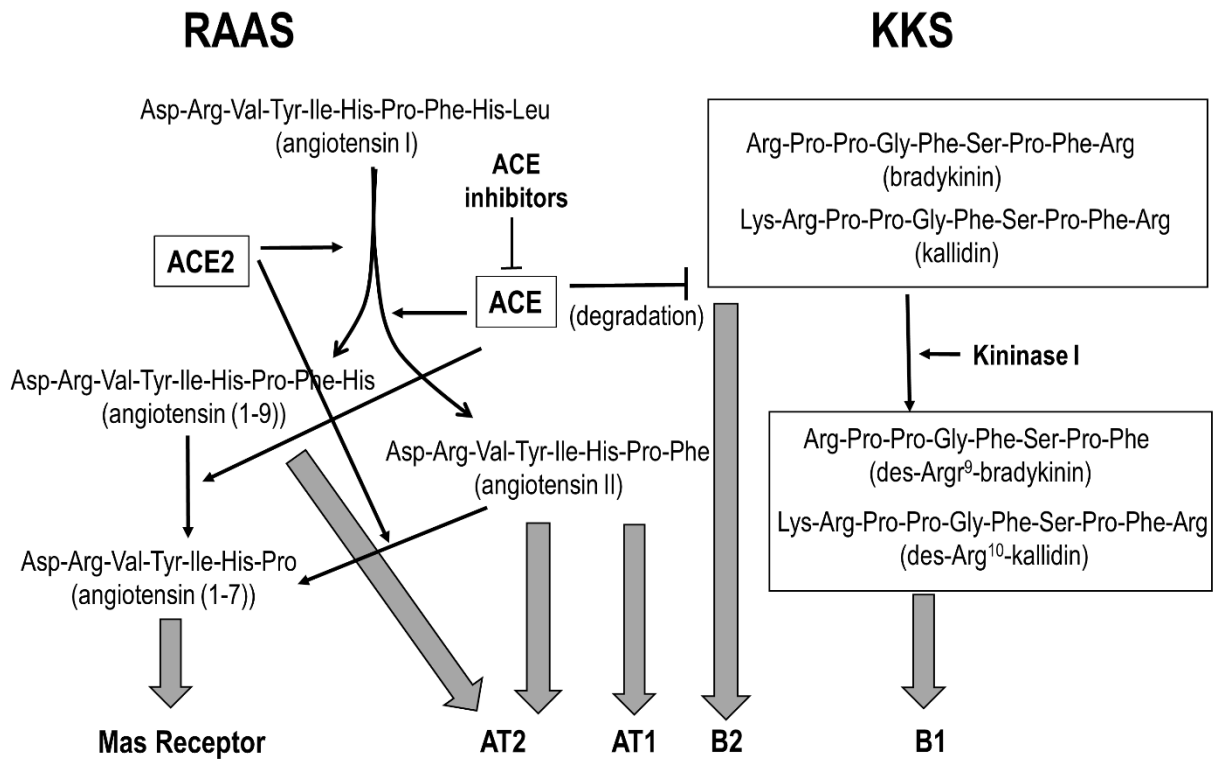 RAAS
KKS
Asp-Arg-Val-Tyr-Ile-His-Pro-Phe-His-Leu
(angiotensin I)
ACE
inhibitors
ACE2
ACE
(degradation)
Arg-Pro-Pro-Gly-Phe-Ser-Pro-Phe-Arg
(bradykinin)
Lys-Arg-Pro-Pro-Gly-Phe-Ser-Pro-Phe-Arg
(kallidin)
Kininase I
Asp-Arg-Val-Tyr-Ile-His-Pro-Phe-His
(angiotensin (1-9))
Asp-Arg-Val-Tyr-Ile-His-Pro-Phe
(angiotensin II)
Arg-Pro-Pro-Gly-Phe-Ser-Pro-Phe
(des-Argr⁹-bradykinin)
Lys-Arg-Pro-Pro-Gly-Phe-Ser-Pro-Phe-Arg
(des-Arg¹⁰-kallidin)
Asp-Arg-Val-Tyr-Ile-His-Pro
(angiotensin (1-7))
Mas Receptor
AT2
AT1
B2
B1